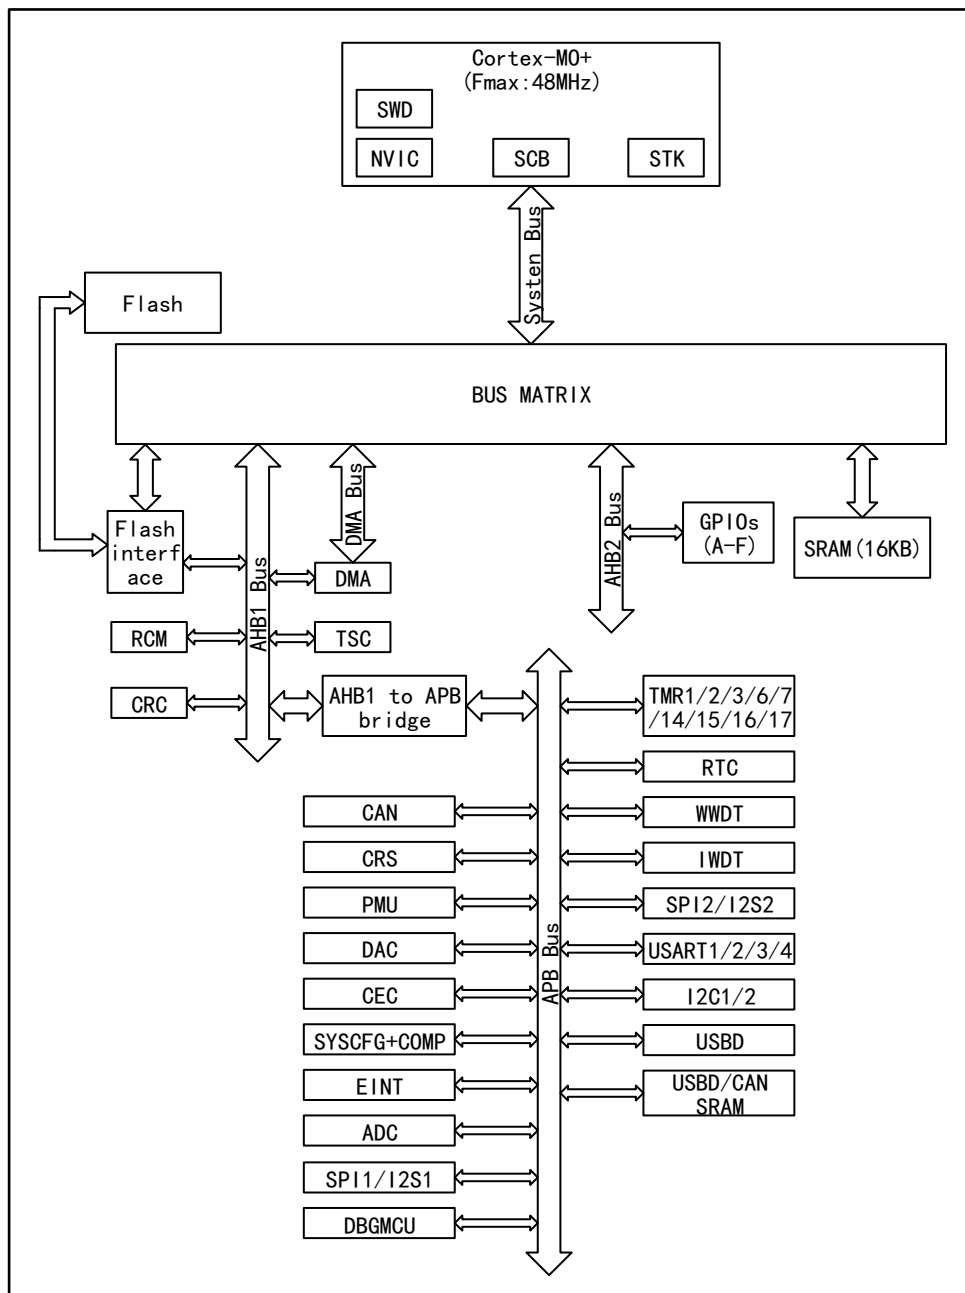 Cortex-M0+
(Fmax:48MHz)
SWD
NVIC
SCB
STK
Systen Bus
Flash
BUS MATRIX
DMA Bus
AHB1 Bus
AHB2 Bus
Flash
interf
ace
GPIOs
(A-F)
SRAM(16KB)
DMA
RCM
TSC
CRC
AHB1 to APB
bridge
TMR1/2/3/6/7
/14/15/16/17
RTC
APB Bus
CAN
WWDT
CRS
IWDT
PMU
SPI2/I2S2
DAC
USART1/2/3/4
CEC
I2C1/2
SYSCFG+COMP
USBD
EINT
USBD/CAN
SRAM
ADC
SPI1/I2S1
DBGMCU